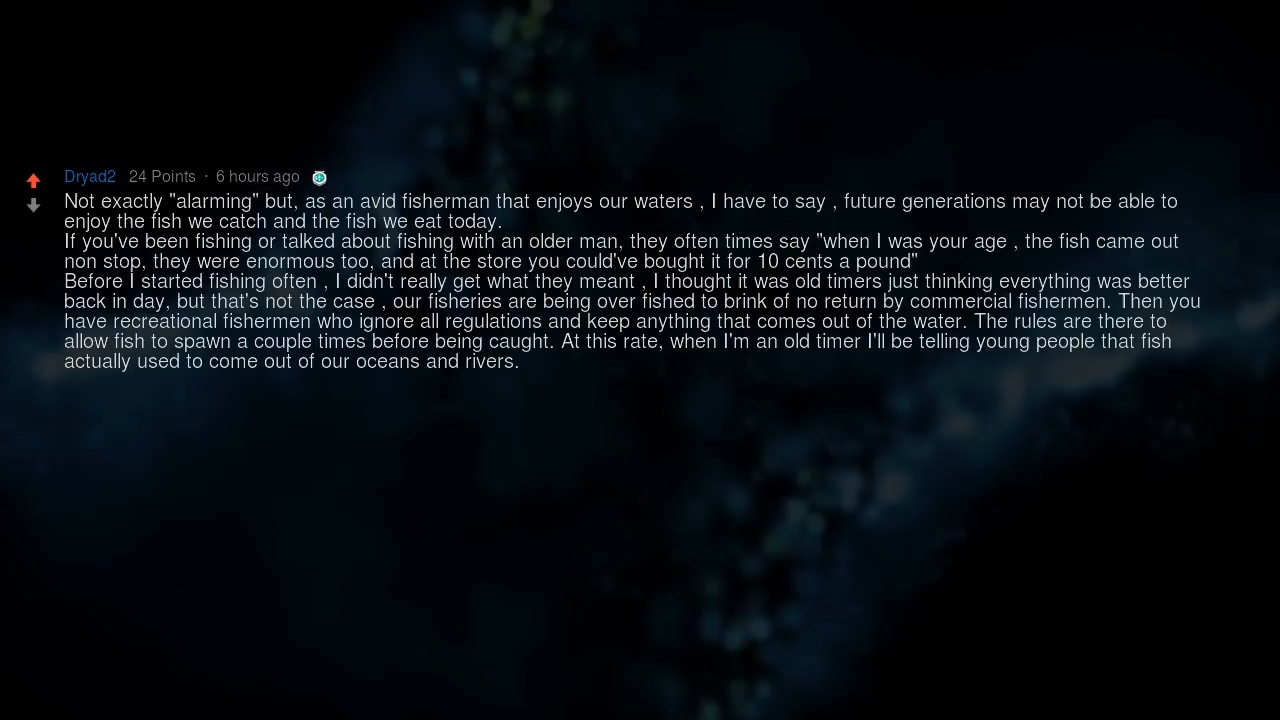 Dryad2 24 Points · 6 hours ago
Not exactly "alarming" but, as an avid fisherman that enjoys our waters , I have to say , future generations may not be able to
enjoy the fish we catch and the fish we eat today.
If you've been fishing or talked about fishing with an older man, they often times say "when I was your age , the fish came out
non stop, they were enormous too, and at the store you could've bought it for 10 cents a pound"
Before I started fishing often , I didn't really get what they meant , I thought it was old timers just thinking everything was better
back in day, but that's not the case , our fisheries are being over fished to brink of no return by commercial fishermen. Then you
have recreational fishermen who ignore all regulations and keep anything that comes out of the water. The rules are there to
allow fish to spawn a couple times before being caught. At this rate, when I'm an old timer I'll be telling young people that fish
actually used to come out of our oceans and rivers.